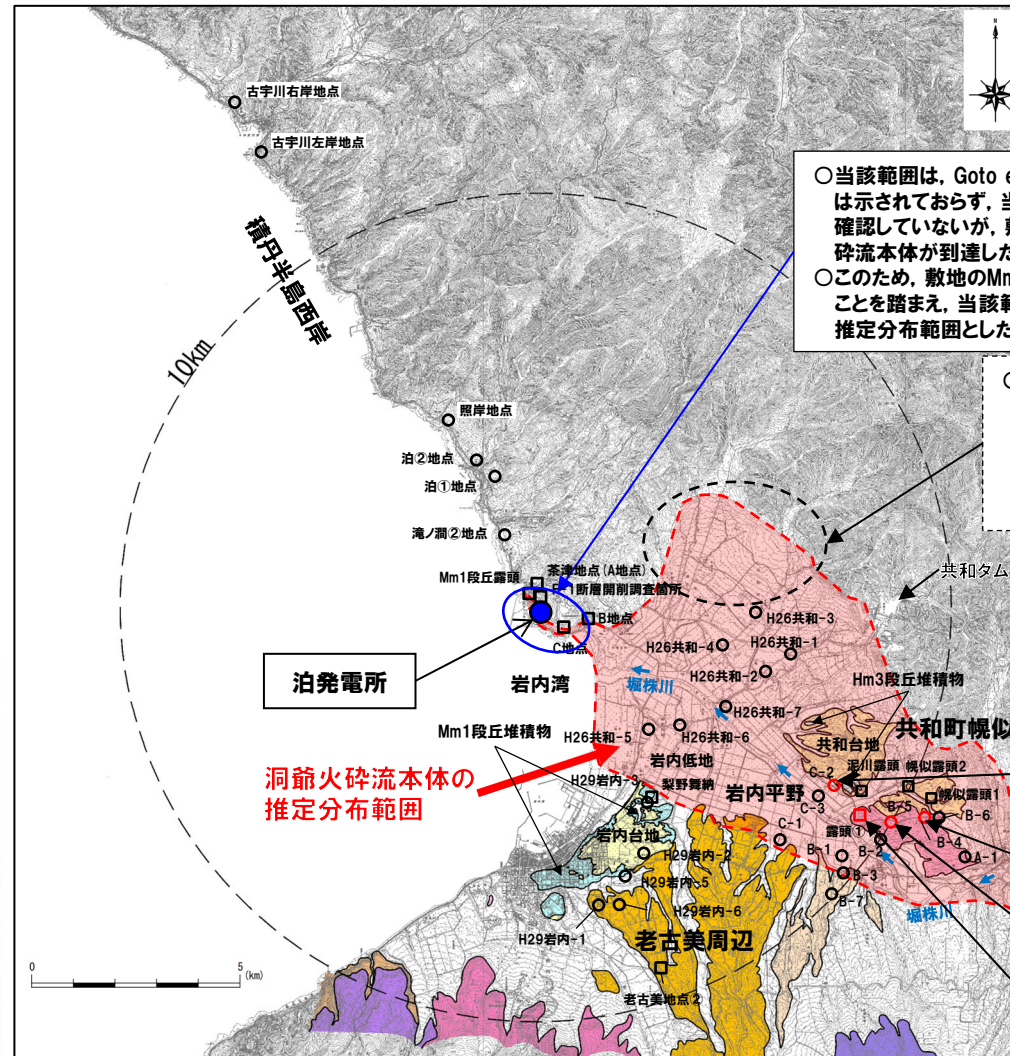 N
古宇川右岸地点
古宇川左岸地点
○当該範囲は, Goto e
は示されておらず, 当
確認していないが, 敷
砕流本体が到達した
○このため, 敷地のMm
ことを踏まえ, 当該範
推定分布範囲とした
積丹半島西岸
10km
○
照岸地点
泊②地点
泊①地点
滝ノ澗②地点
茶津地点(A地点)
Mm1段丘露頭
F-1断層開削調査箇所
共和ダム
B地点
C地点
H26共和-3
H26共和-4
H26共和-1
H26共和-2
泊発電所
岩内湾
堀株川
Hm3段丘堆積物
H26共和-7
Mm1段丘堆積物
H26共和-5
H26共和-6
共和町幌似
共和台地
岩内低地
洞爺火砕流本体の
推定分布範囲
H29岩内-3
梨野舞納
岩内平野
C-2
泥川露頭
幌似露頭2
幌似露頭1
C-3
B-5
B-6
岩内台地
C-1
露頭①
B-4
H29岩内-2
B-1
B-2
A-1
H29岩内-5
B-3
B-7
H29岩内-6
堀株川
H29岩内-1
老古美周辺
0
5
(km)
老古美地点②